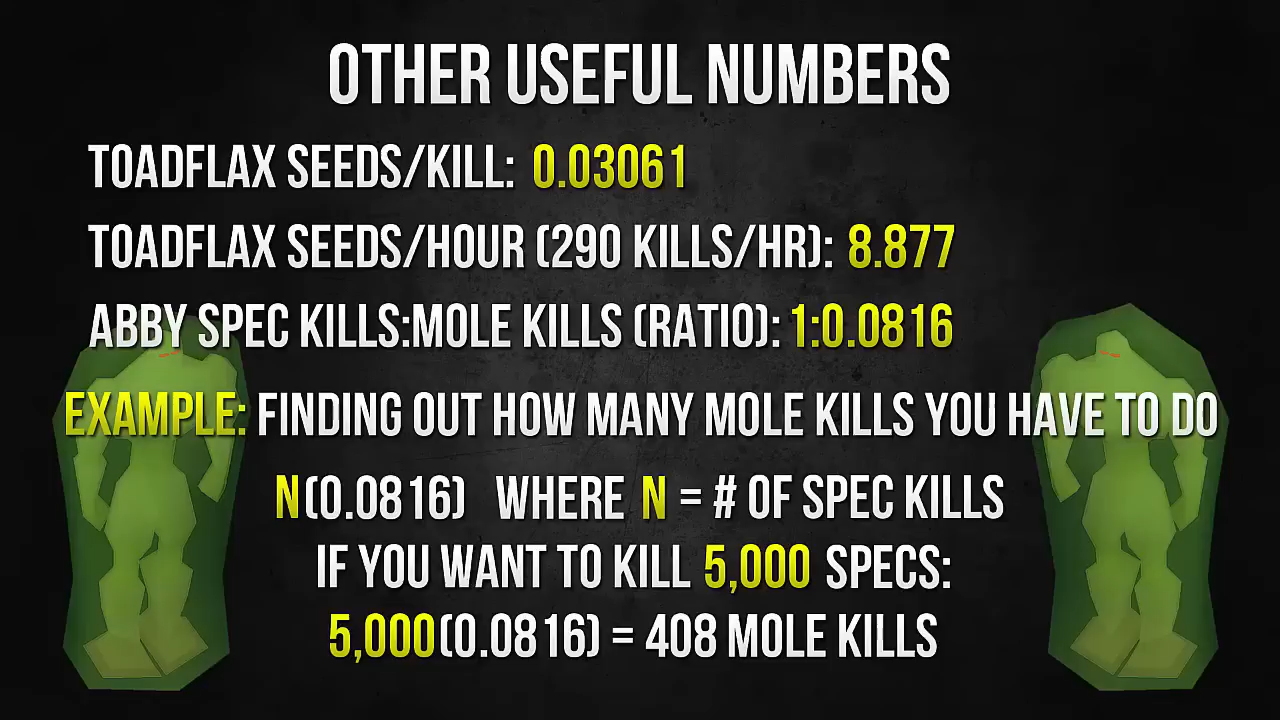 OTHER USEFUL NUMBERS
TOADFLAX SEEDS/KILL: 0.03061
TOADFLAX SEEDS/HOUR (290 KILLS/HR): 8.877
ABBY SPEC KILLS:MOLE KILLS (RATIO): 1:0.0816
EXAMPLE: FINDING OUT HOW MANY MOLE KILLS YOU HAVE TO DO
N(0.0816) WHERE N = # OF SPEC KILLS
IF YOU WANT TO KILL 5,000 SPECS:
5,000(0.0816) = 408 MOLE KILLS